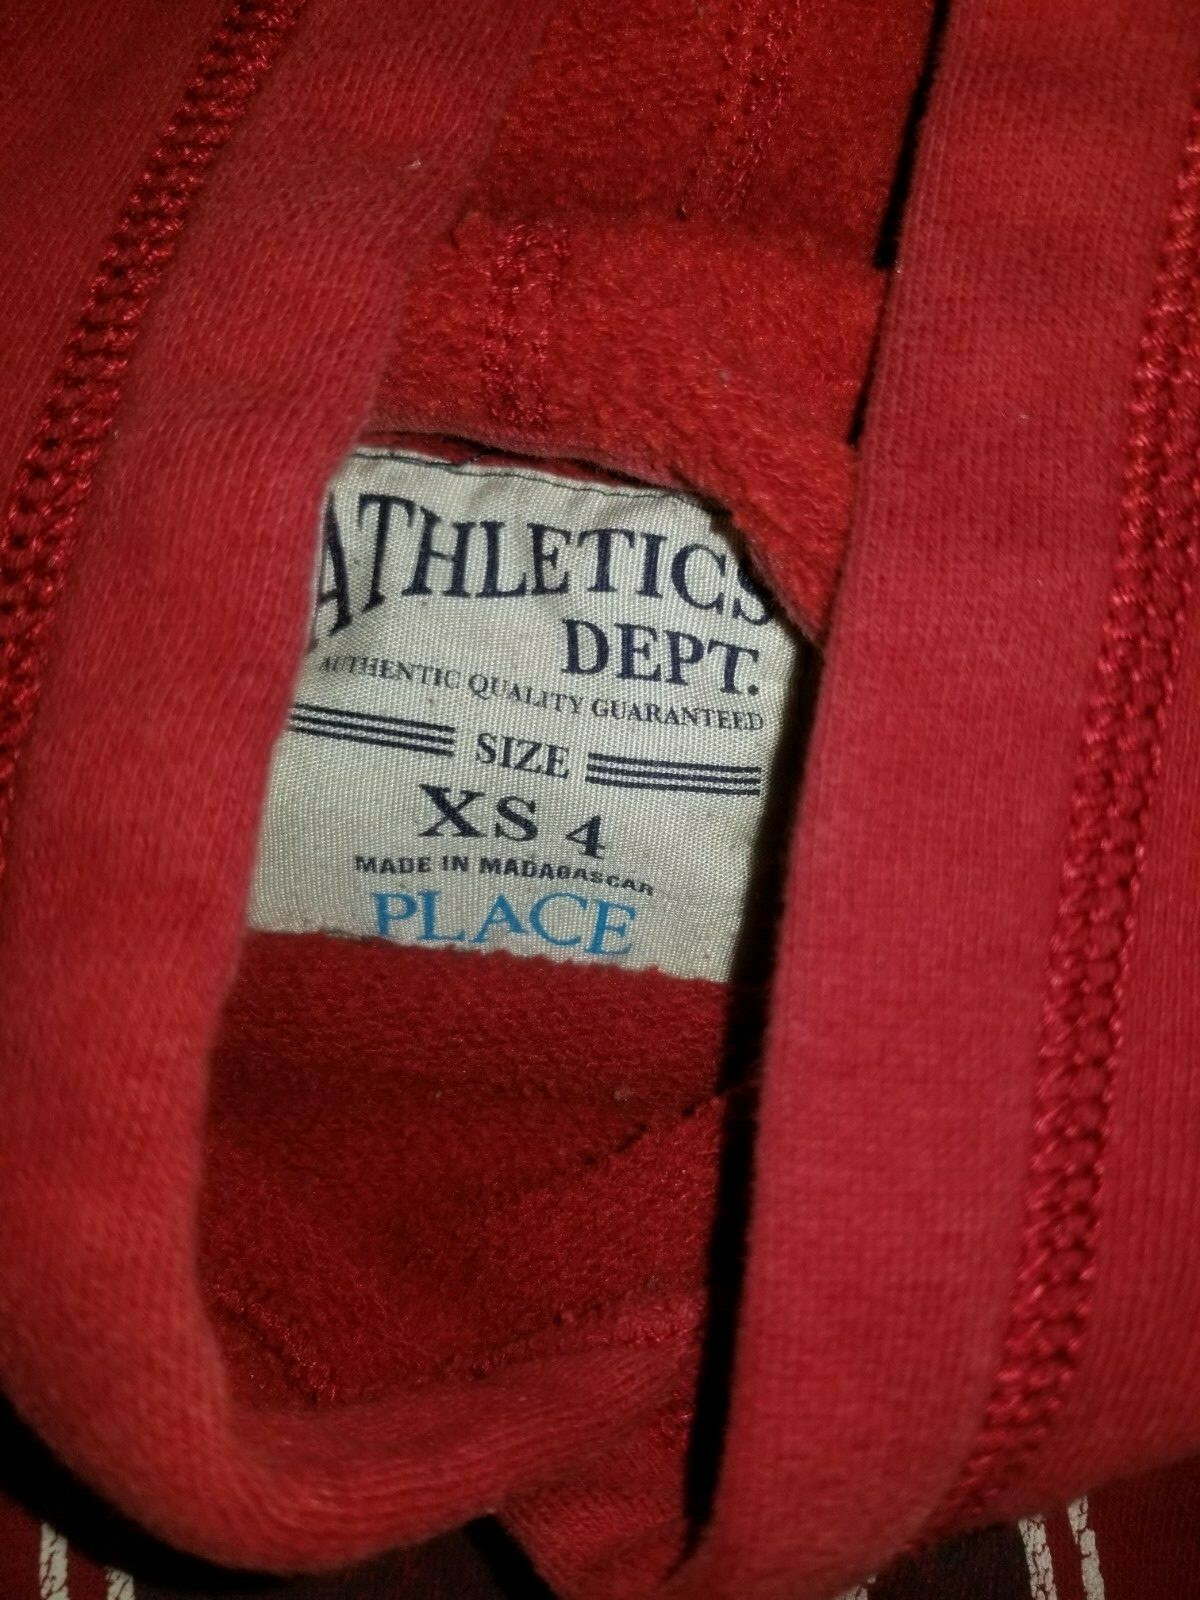 ATHLETICS
DEPT.
AUTHENTIC QUALITY GUARANTEED
SIZE
XS 4
MADE IN MADAGASCAR
PLACE